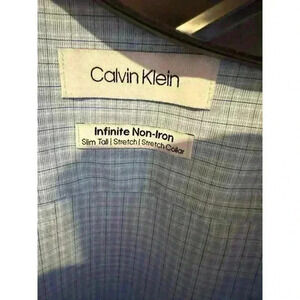 Calvin Klein
Infinite Non-Iron
Slim Tall | Stretch | Stretch Collar